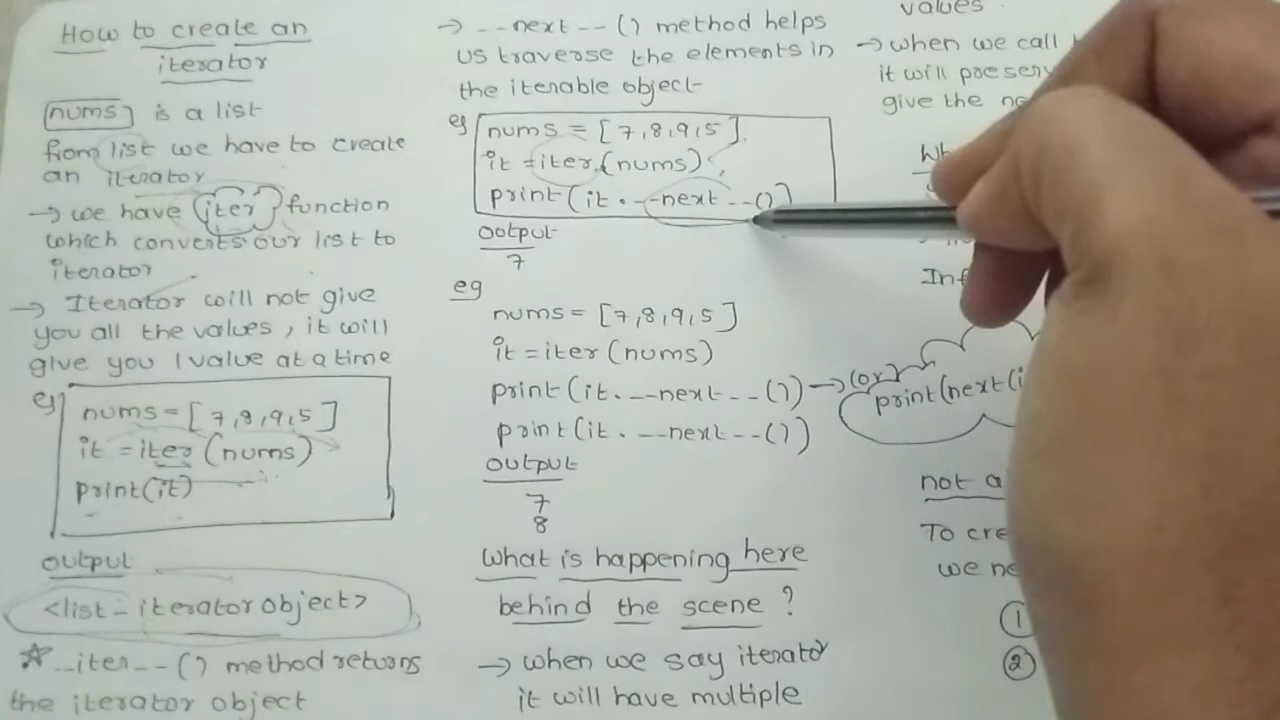 How to create an
iterator
nums is a list
from list we have to create
an iterator
→ we have iter function
which converts our list to
iterator
→ Iterator will not give
you all the values, it will
give you 1 value at a time
eg
nums = [7,8,9,5]
it = iter (nums)
print(it)
output
<list-iterator object>
☆ __iter__() method returns
the iterator object
→ __next__() method helps
us traverse the elements in
the iterable object
eg
nums = [7,8,9,5]
it = iter (nums)
print (it.__next__())
output
7
eg
nums = [7,8,9,5]
it = iter (nums)
print (it.__next__()) → (or)
print (it.__next__())
output
7
8
What is happening here
behind the scene ?
→ when we say iterator
it will have multiple
values.
→ when we call
it will
give the
print(next(
not
To
we
①
②